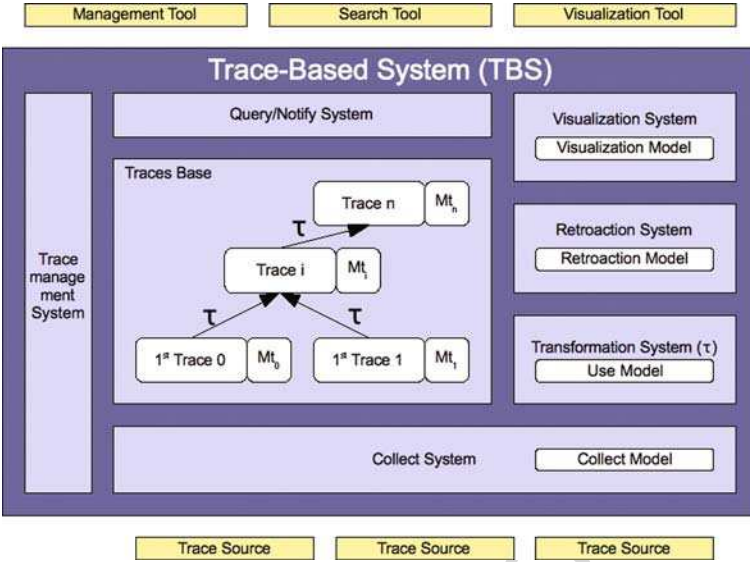 Management Tool
Search Tool
Visualization Tool
Trace-Based System (TBS)
Trace
manage
ment
System
Query/Notify System
Traces Base
Trace n
Mtn
τ
Trace i
Mti
τ
τ
1st Trace 0
Mt0
1st Trace 1
Mt1
Visualization System
Visualization Model
Retroaction System
Retroaction Model
Transformation System (τ)
Use Model
Collect System
Collect Model
Trace Source
Trace Source
Trace Source